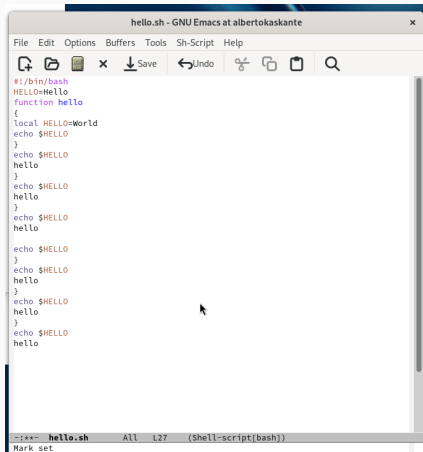 hello.sh - GNU Emacs at albertokaskante ×
File Edit Options Buffers Tools Sh-Script Help
Save Undo
#!/bin/bash
HELLO=Hello
function hello
{
local HELLO=World
echo $HELLO
}
echo $HELLO
hello
}
echo $HELLO
hello
}
echo $HELLO
hello

echo $HELLO
}
echo $HELLO
hello
}
echo $HELLO
hello
}
echo $HELLO
hello
-:**- hello.sh All L27 (Shell-script[bash])
Mark set